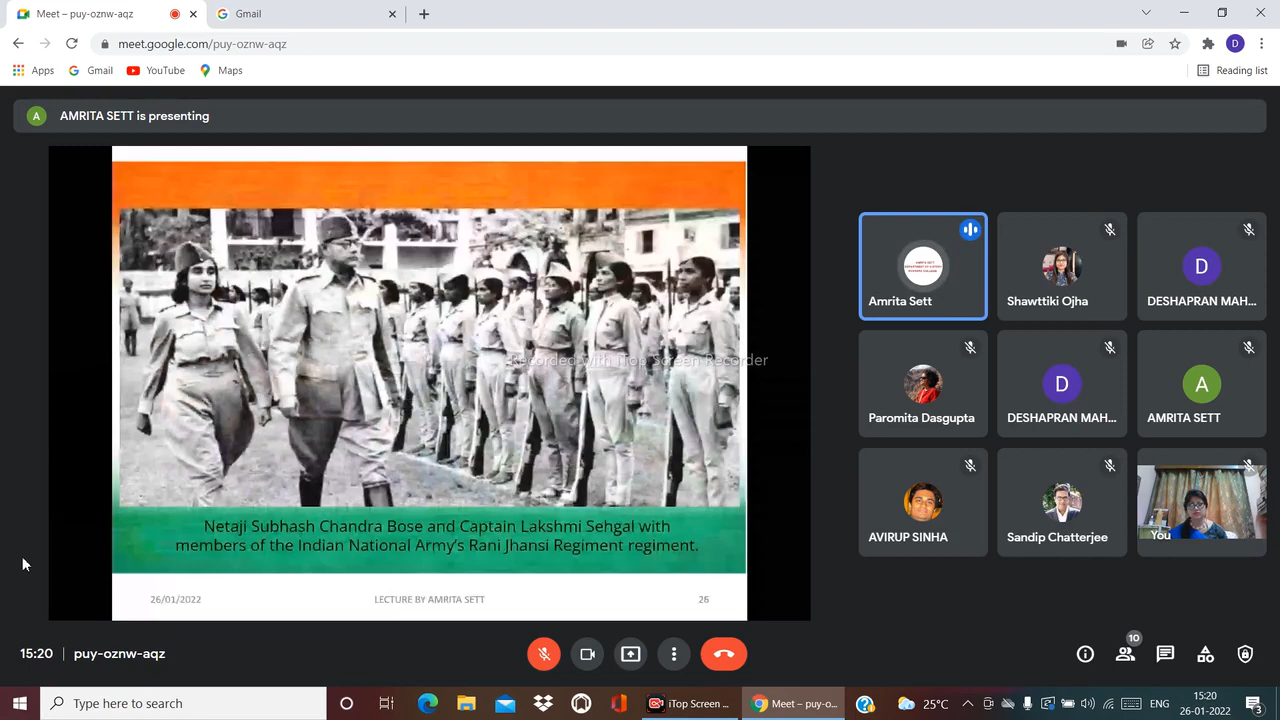 Meet – puy-oznw-aqz
Gmail
meet.google.com/puy-oznw-aqz
D
Apps
Gmail
YouTube
Maps
Reading list
A
AMRITA SETT is presenting
Recorded with iTop Screen Recorder
Netaji Subhash Chandra Bose and Captain Lakshmi Sehgal with
members of the Indian National Army's Rani Jhansi Regiment regiment.
26/01/2022
LECTURE BY AMRITA SETT
26
Amrita Sett
Shawttiki Ojha
D
DESHAPRAN MAH...
Paromita Dasgupta
D
DESHAPRAN MAH...
A
AMRITA SETT
AVIRUP SINHA
Sandip Chatterjee
You
15:20
puy-oznw-aqz
10
Type here to search
iTop Screen ...
Meet – puy-o...
25°C
ENG
15:20
26-01-2022
3